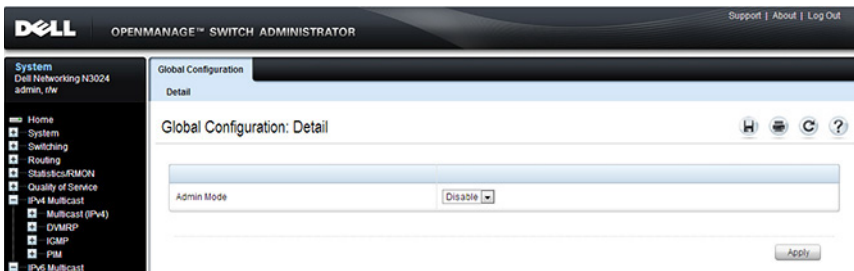 Support | About | Log Out
DELL
OPENMANAGE™ SWITCH ADMINISTRATOR
System
Dell Networking N3024
admin, r/w
Home
System
Switching
Routing
Statistics/RMON
Quality of Service
IPv4 Multicast
Multicast (IPv4)
DVMRP
IGMP
PIM
IPv6 Multicast
Global Configuration
Detail
Global Configuration: Detail
Admin Mode
Disable
Apply